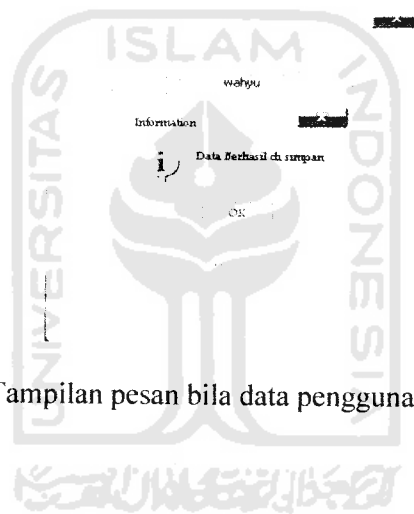 ISLAM
UNIVERSITAS
INDONESIA
wahyu
Information
Data Berhasil di simpan
OK
Tampilan pesan bila data pengguna